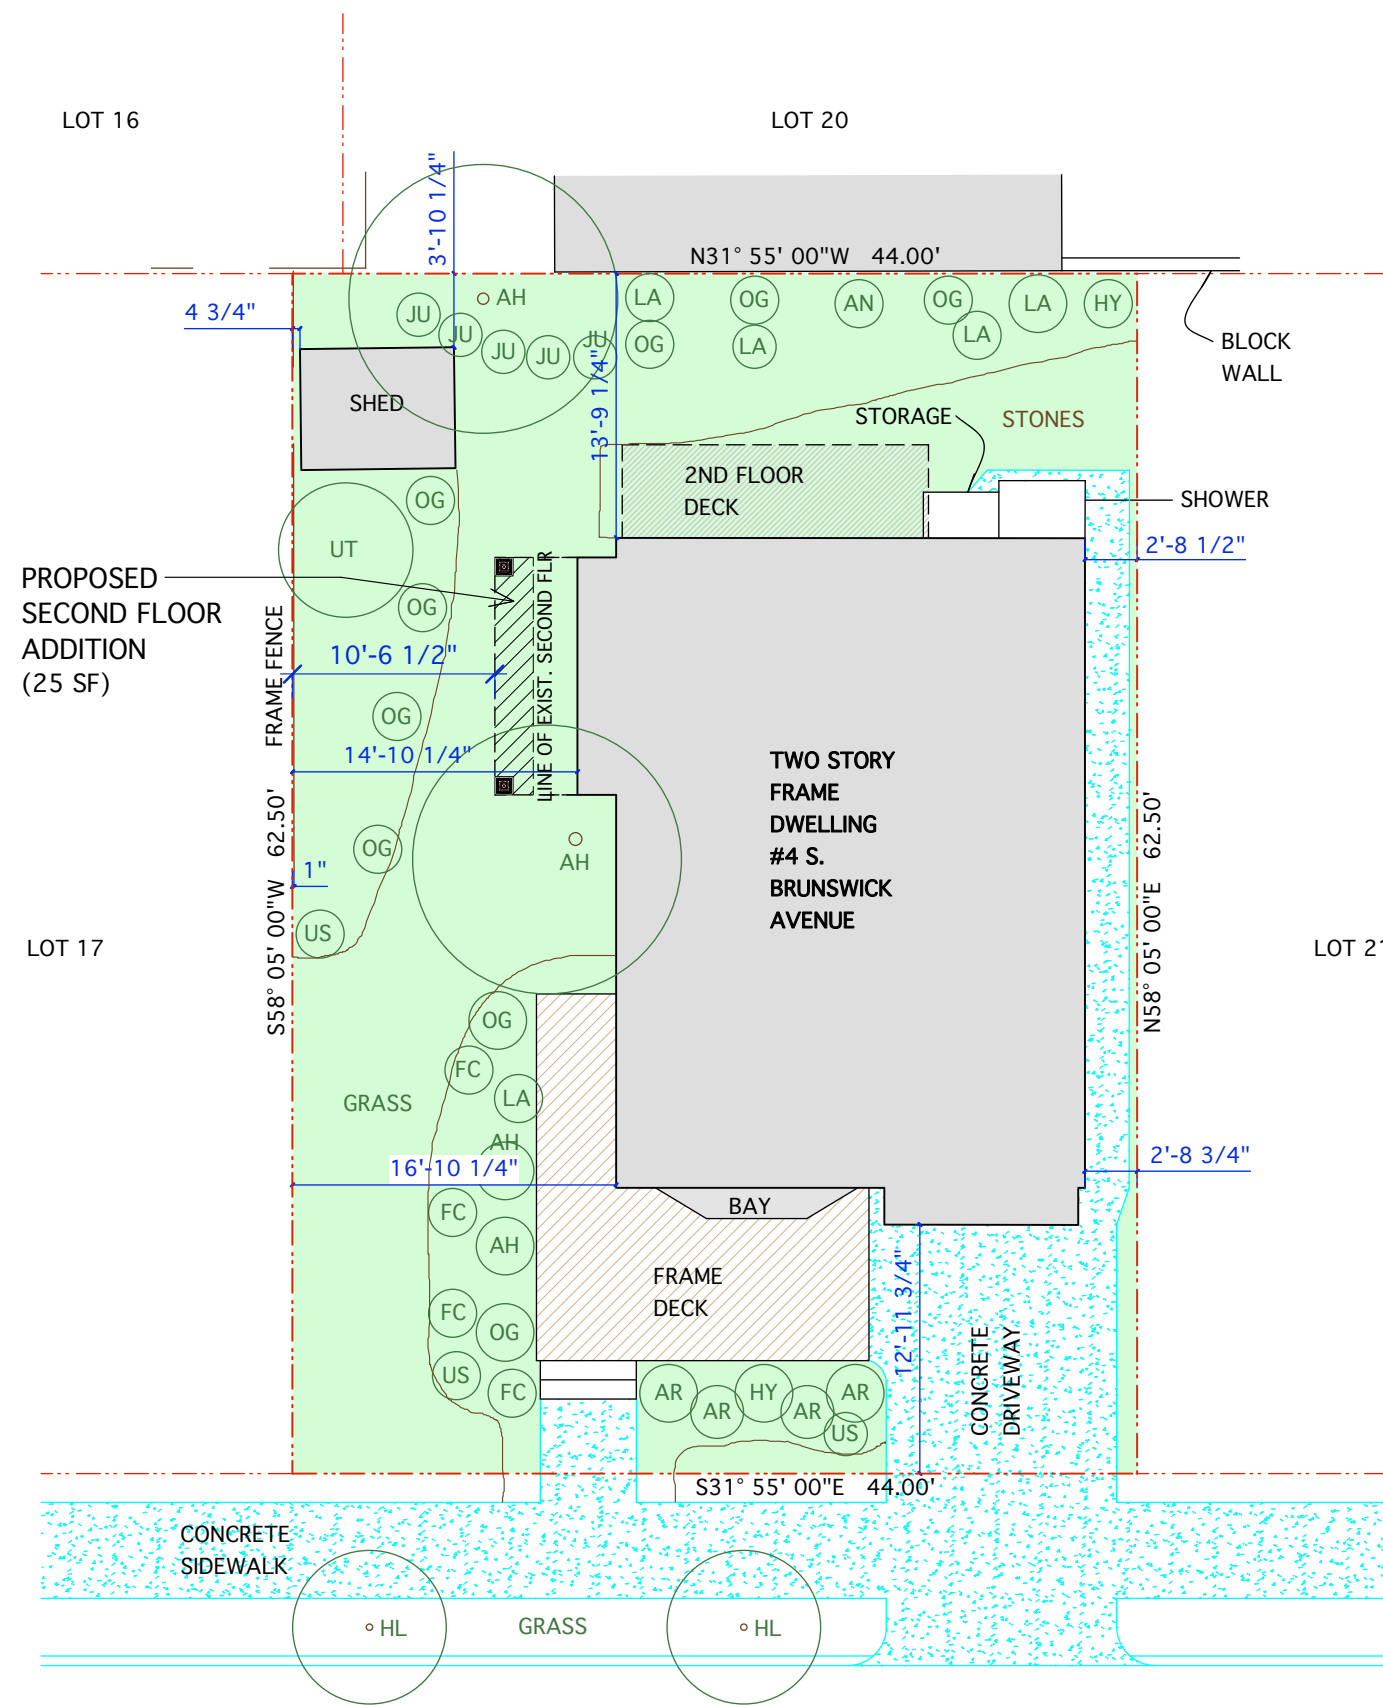 LOT 16
LOT 20
3'-10 1/4"
N31° 55' 00"W 44.00'
4 3/4"
JU
JU
JU
JU
JU
AH
LA
OG
OG
LA
AN
OG
LA
LA
HY
BLOCK
WALL
SHED
13'-9 1/4"
STORAGE
STONES
2ND FLOOR
DECK
SHOWER
OG
UT
2'-8 1/2"
PROPOSED
SECOND FLOOR
ADDITION
(25 SF)
OG
FRAME FENCE
LINE OF EXIST. SECOND FLR
10'-6 1/2"
OG
14'-10 1/4"
TWO STORY
FRAME
DWELLING
#4 S.
BRUNSWICK
AVENUE
OG
AH
1"
S58° 05' 00"W 62.50'
N58° 05' 00"E 62.50'
US
LOT 17
LOT 21
OG
FC
LA
GRASS
AH
16'-10 1/4"
2'-8 3/4"
BAY
FC
AH
FRAME
DECK
12'-11 3/4"
CONCRETE
DRIVEWAY
FC
OG
US
FC
AR
AR
HY
AR
AR
US
S31° 55' 00"E 44.00'
CONCRETE
SIDEWALK
HL
GRASS
HL